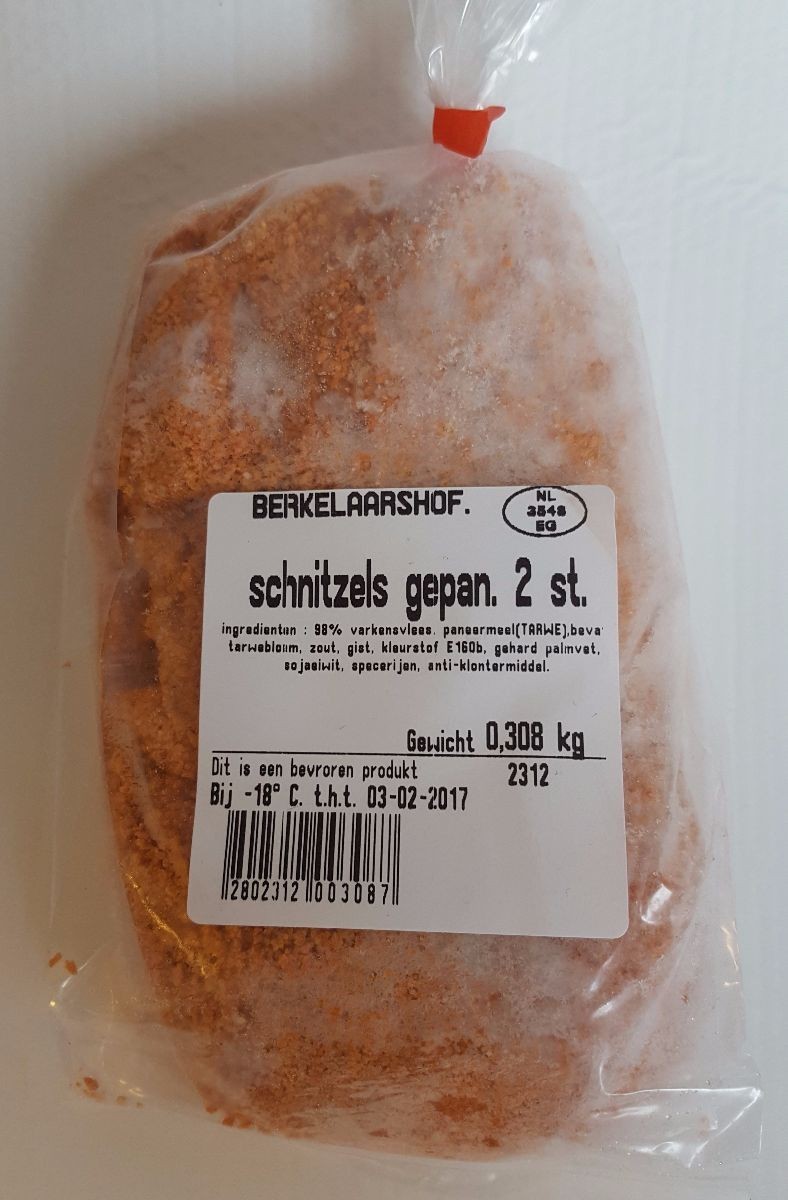 BERKELAARSHOF.
NL
3548
EG
schnitzels gepan. 2 st.
ingredienten : 98% varkensvlees. paneermeel(TARWE),beva
tarwebloem, zout, gist, kleurstof E160b, gehard palmvet,
sojaeiwit, specerijen, anti-klontermiddel.
Gewicht 0,308 kg
Dit is een bevroren produkt 2312
Bij -18° C. t.h.t. 03-02-2017
2802312 003087